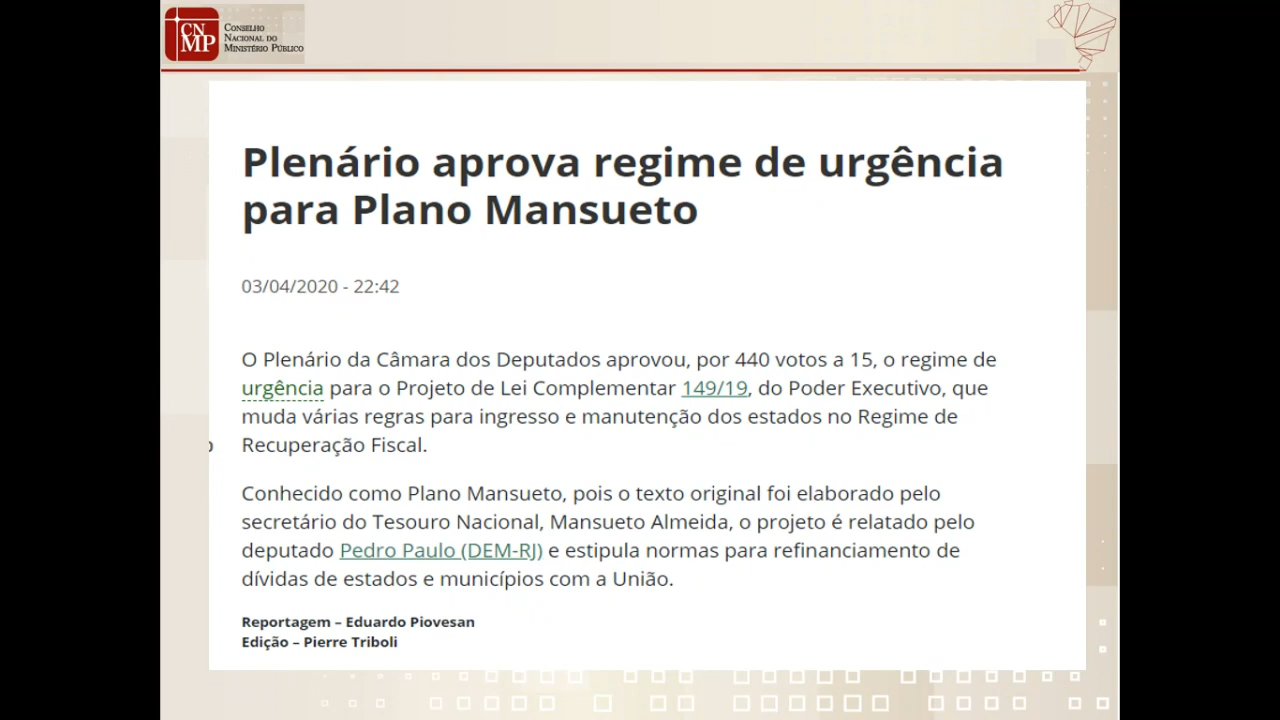 CN
MP
CONSELHO
NACIONAL DO
MINISTÉRIO PÚBLICO
Plenário aprova regime de urgência
para Plano Mansueto
03/04/2020 - 22:42
O Plenário da Câmara dos Deputados aprovou, por 440 votos a 15, o regime de
urgência para o Projeto de Lei Complementar 149/19, do Poder Executivo, que
muda várias regras para ingresso e manutenção dos estados no Regime de
Recuperação Fiscal.
Conhecido como Plano Mansueto, pois o texto original foi elaborado pelo
secretário do Tesouro Nacional, Mansueto Almeida, o projeto é relatado pelo
deputado Pedro Paulo (DEM-RJ) e estipula normas para refinanciamento de
dívidas de estados e municípios com a União.
Reportagem – Eduardo Piovesan
Edição – Pierre Triboli